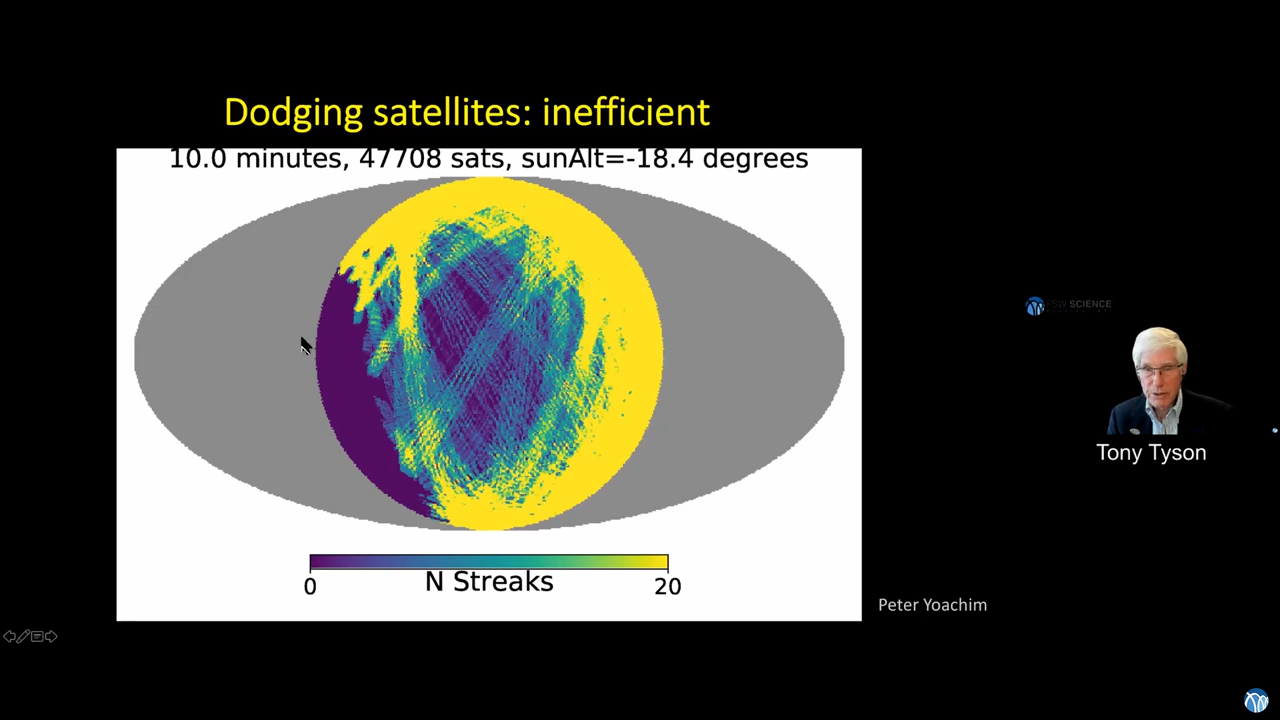 Dodging satellites: inefficient
10.0 minutes, 47708 sats, sunAlt=-18.4 degrees
SCIENCE
Tony Tyson
0
N Streaks
20
Peter Yoachim